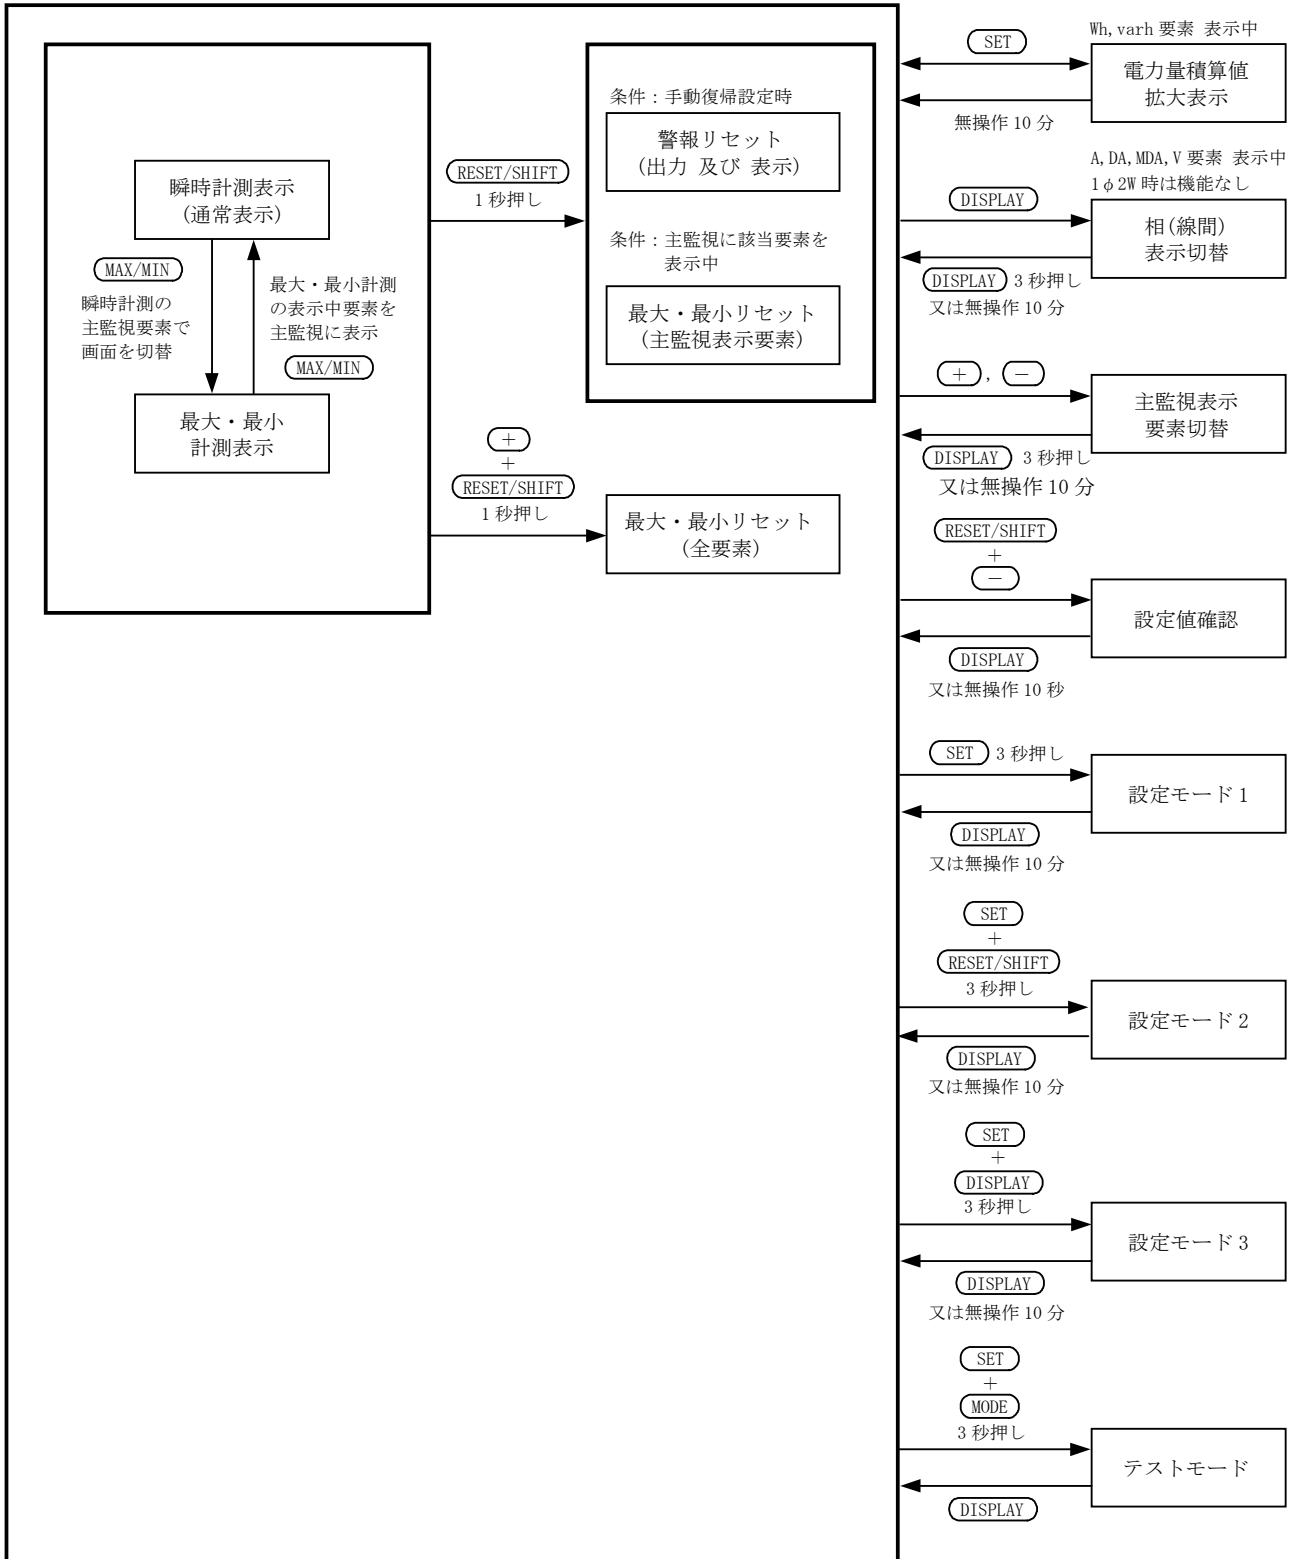 瞬時計測表示
(通常表示)
MAX/MIN
瞬時計測の
主監視要素で
画面を切替
最大・最小計測
の表示中要素を
主監視に表示
MAX/MIN
最大・最小
計測表示
RESET/SHIFT
1秒押し
条件：手動復帰設定時
警報リセット
(出力 及び 表示)
条件：主監視に該当要素を
表示中
最大・最小リセット
(主監視表示要素)
+
+
RESET/SHIFT
1秒押し
最大・最小リセット
(全要素)
Wh, varh 要素 表示中
SET
電力量積算値
拡大表示
無操作 10 分
A, DA, MDA, V 要素 表示中
1φ2W 時は機能なし
DISPLAY
相(線間)
表示切替
DISPLAY 3 秒押し
又は無操作 10 分
+, −
主監視表示
要素切替
DISPLAY 3 秒押し
又は無操作 10 分
RESET/SHIFT
+
−
設定値確認
DISPLAY
又は無操作 10 秒
SET 3 秒押し
設定モード 1
DISPLAY
又は無操作 10 分
SET
+
RESET/SHIFT
3 秒押し
設定モード 2
DISPLAY
又は無操作 10 分
SET
+
DISPLAY
3 秒押し
設定モード 3
DISPLAY
又は無操作 10 分
SET
+
MODE
3 秒押し
テストモード
DISPLAY